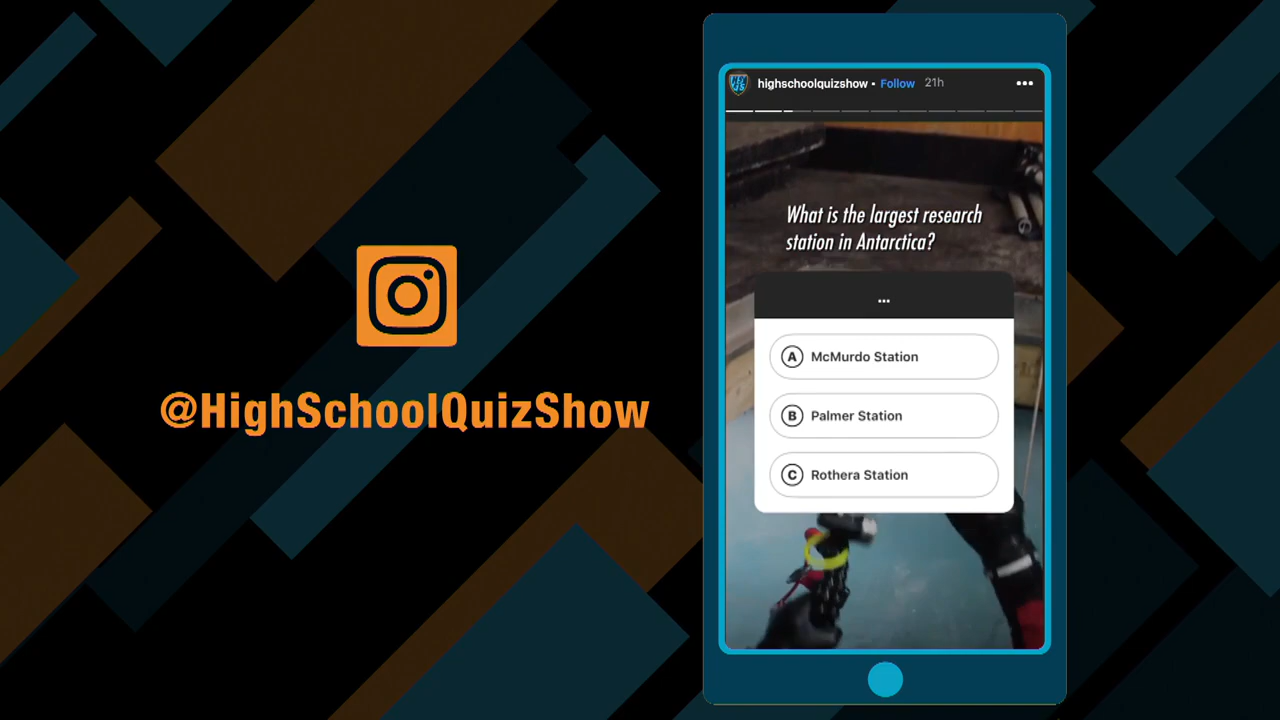 @HighSchoolQuizShow
highschoolquizshow • Follow 21h
What is the largest research
station in Antarctica?
...
A McMurdo Station
B Palmer Station
C Rothera Station